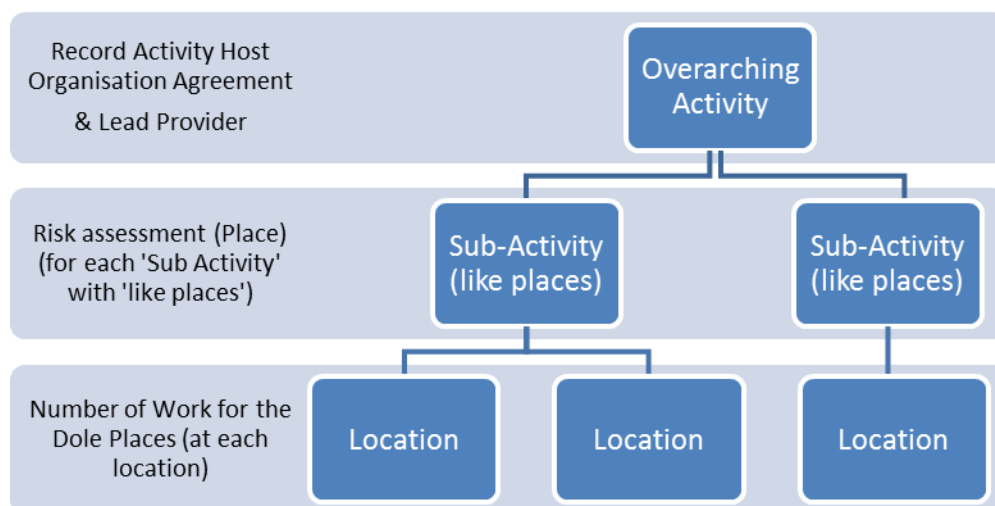 Record Activity Host
Organisation Agreement
& Lead Provider
Overarching
Activity
Risk assessment (Place)
(for each 'Sub Activity'
with 'like places')
Sub-Activity
(like places)
Sub-Activity
(like places)
Number of Work for the
Dole Places (at each
location)
Location
Location
Location